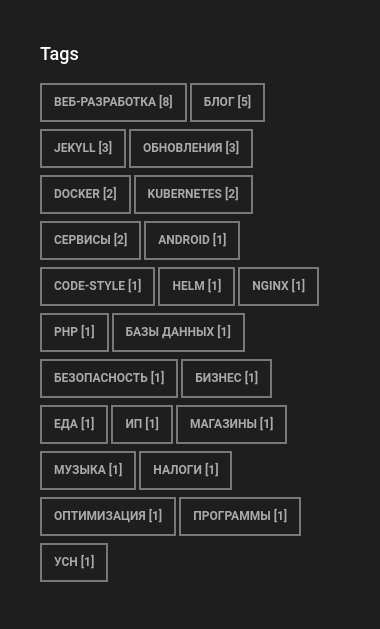 Tags
ВЕБ-РАЗРАБОТКА [8] БЛОГ [5]
JEKYLL [3] ОБНОВЛЕНИЯ [3]
DOCKER [2] KUBERNETES [2]
СЕРВИСЫ [2] ANDROID [1]
CODE-STYLE [1] HELM [1] NGINX [1]
PHP [1] БАЗЫ ДАННЫХ [1]
БЕЗОПАСНОСТЬ [1] БИЗНЕС [1]
ЕДА [1] ИП [1] МАГАЗИНЫ [1]
МУЗЫКА [1] НАЛОГИ [1]
ОПТИМИЗАЦИЯ [1] ПРОГРАММЫ [1]
УСН [1]